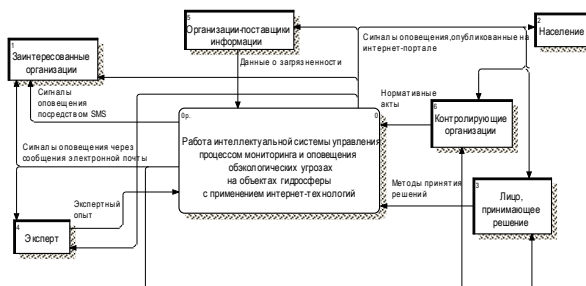 5
Организации-поставщики
информации
Сигналы оповещения,опубликованные на
интернет-портале
2
Население
1
Заинтересованные
организации
Данные о загрязненности
Сигналы
оповещения
посредством SMS
Нормативные
акты
6
Контролирующие
организации
0р.
0
Работа интеллектуальной системы управления
процессом мониторинга и оповещения
обэкологических угрозах
на объектах гидросферы
с применением интернет-технологий
Сигналы оповещения через
сообщения электронной почты
Методы принятия
решений
3
Лицо,
принимающее
решение
Экспертный
опыт
4
Эксперт